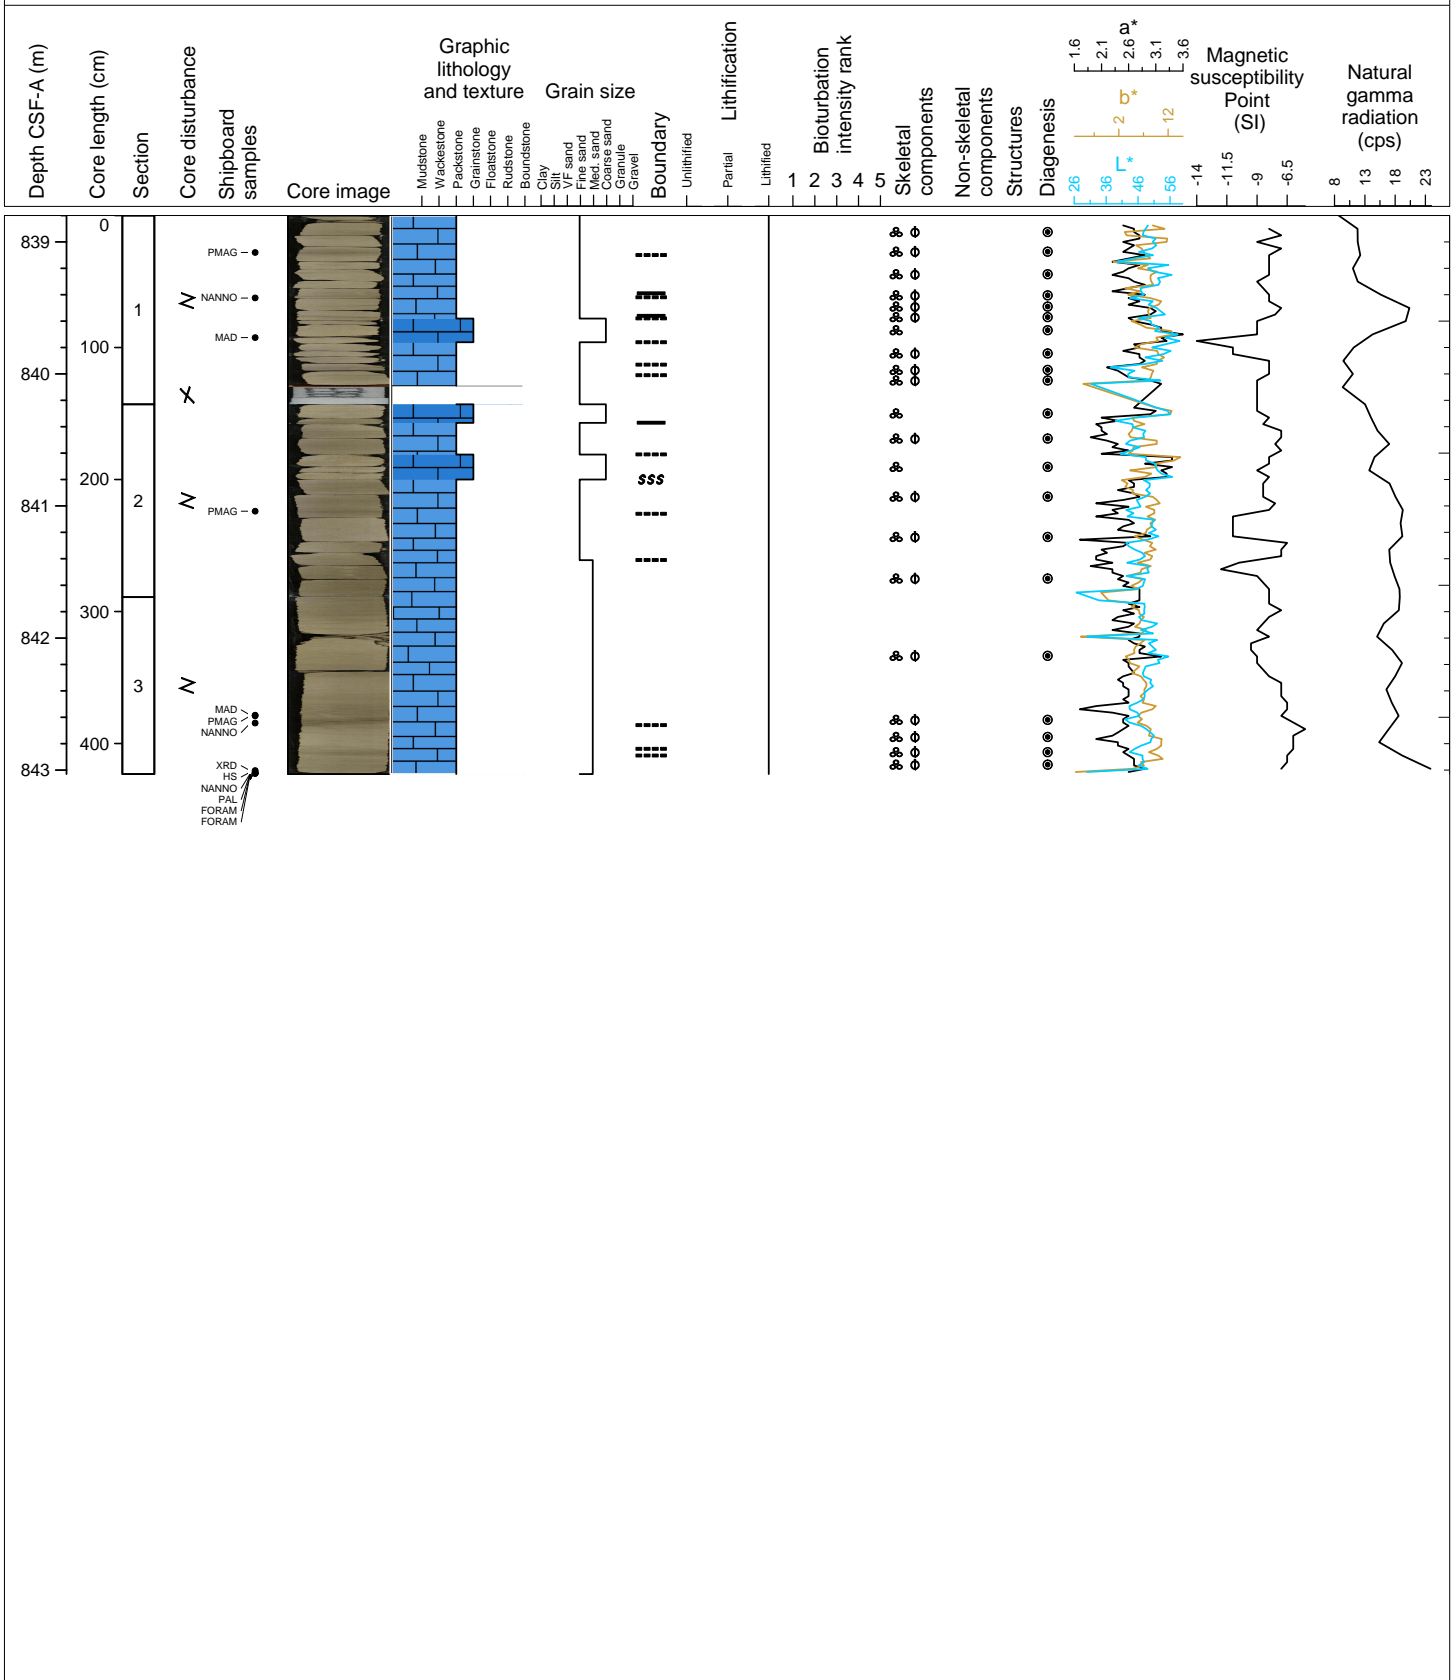 Depth CSF-A (m)
Core length (cm)
Section
Core disturbance
Shipboard
samples
Core image
Graphic
lithology
and texture
Mudstone
Wackestone
Packstone
Grainstone
Floatstone
Rudstone
Boundstone
Grain size
Clay
Silt
VF sand
Fine sand
Med. sand
Coarse sand
Granule
Gravel
Boundary
Lithification
Unlithified
Partial
Lithified
Bioturbation
intensity rank
1 2 3 4 5
Skeletal
components
Non-skeletal
components
Structures
Diagenesis
a*
1.6 2.1 2.6 3.1 3.6
b*
2 12
L*
26 36 46 56
Magnetic
susceptibility
Point
(SI)
-14 -11.5 -9 -6.5
Natural
gamma
radiation
(cps)
8 13 18 23
839
840
841
842
843
0
100
200
300
400
1
2
3
PMAG
NANNO
MAD
PMAG
MAD
PMAG
NANNO
XRD
HS
NANNO
PAL
FORAM
FORAM
sss